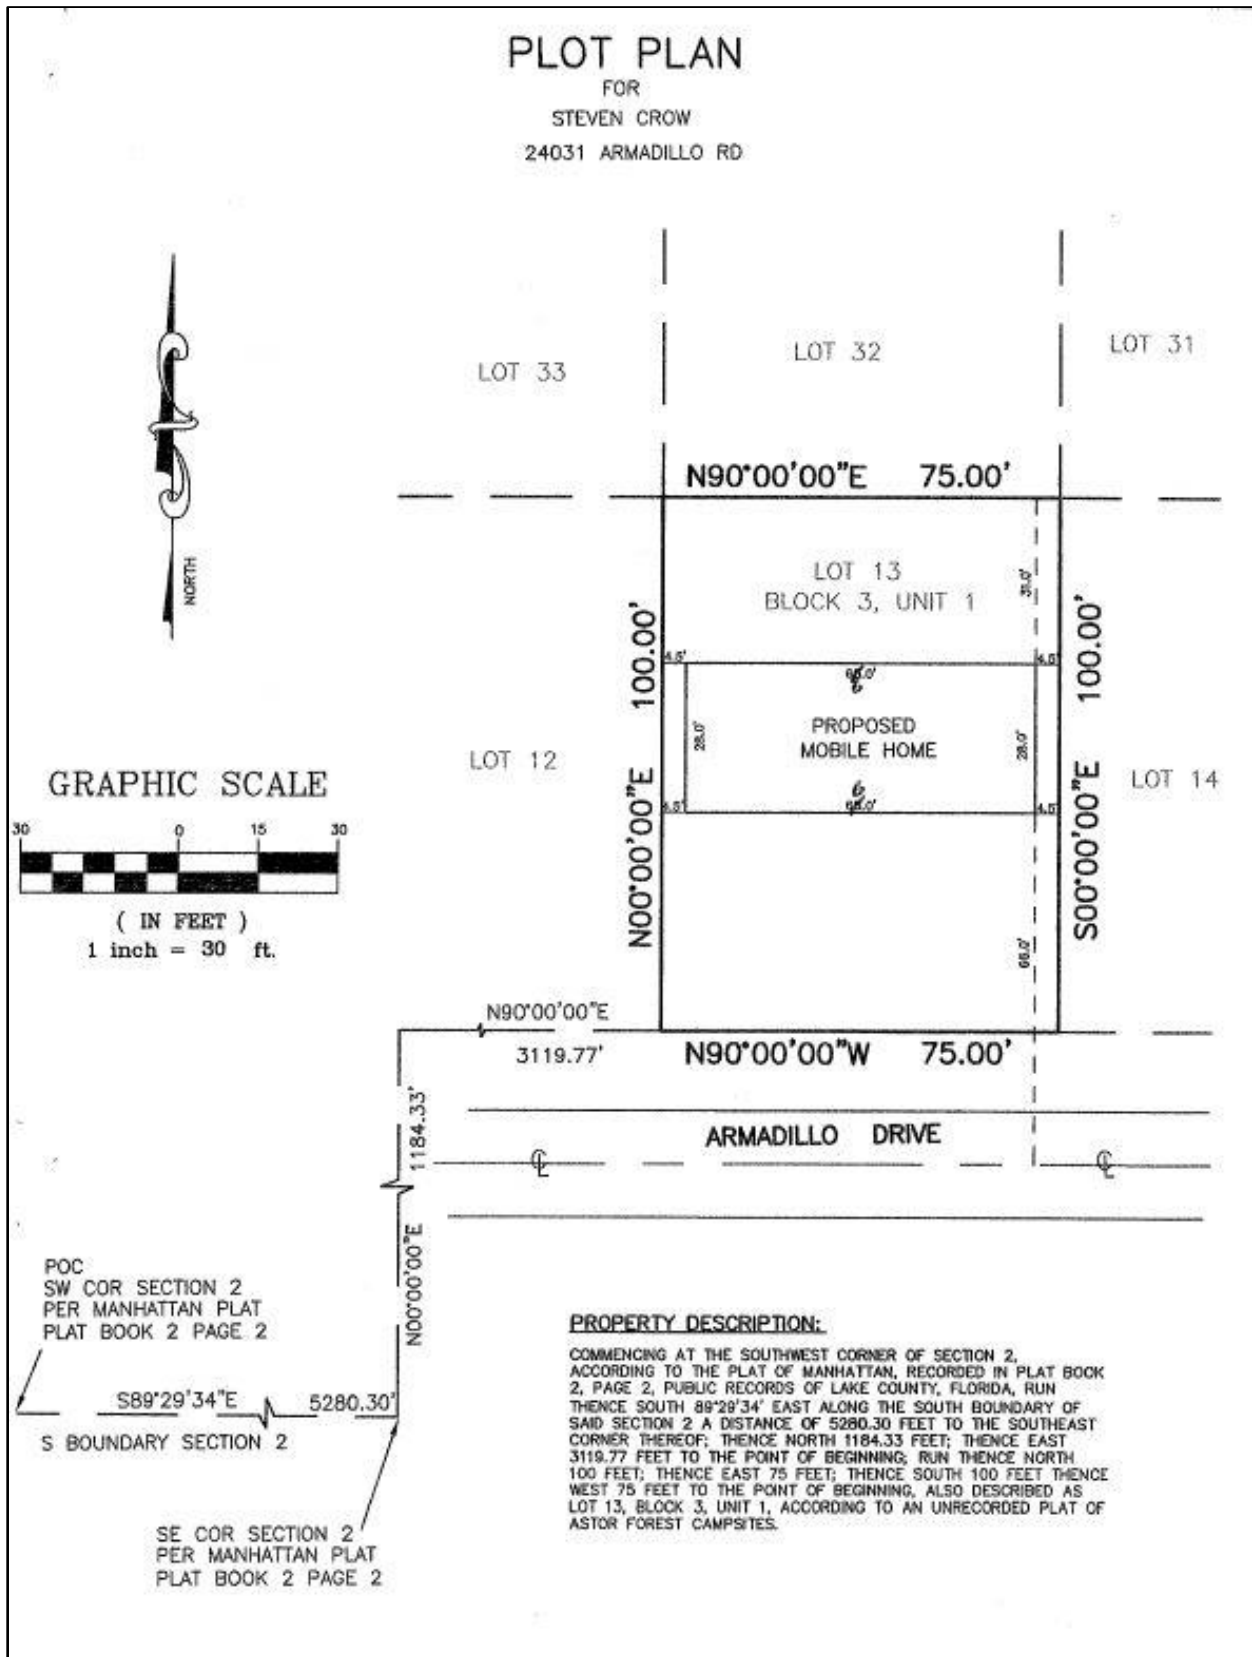 PLOT PLAN
FOR
STEVEN CROW
24031 ARMADILLO RD
LOT 33
LOT 32
LOT 31
NORTH
N90°00'00"E 75.00'
LOT 13
BLOCK 3, UNIT 1
31.0'
N00°00'00"E 100.00'
S00°00'00"E 100.00'
4.5'
4.5'
PROPOSED
MOBILE HOME
28.0'
28.0'
4.5'
4.5'
LOT 12
LOT 14
66.0'
GRAPHIC SCALE
30 0 15 30
( IN FEET )
1 inch = 30 ft.
N90°00'00"E
3119.77'
N90°00'00"W 75.00'
ARMADILLO DRIVE
N00°00'00"E 1184.33'
POC
SW COR SECTION 2
PER MANHATTAN PLAT
PLAT BOOK 2 PAGE 2
S89°29'34"E 5280.30'
S BOUNDARY SECTION 2
SE COR SECTION 2
PER MANHATTAN PLAT
PLAT BOOK 2 PAGE 2
PROPERTY DESCRIPTION:
COMMENCING AT THE SOUTHWEST CORNER OF SECTION 2,
ACCORDING TO THE PLAT OF MANHATTAN, RECORDED IN PLAT BOOK
2, PAGE 2, PUBLIC RECORDS OF LAKE COUNTY, FLORIDA, RUN
THENCE SOUTH 89°29'34' EAST ALONG THE SOUTH BOUNDARY OF
SAID SECTION 2 A DISTANCE OF 5280.30 FEET TO THE SOUTHEAST
CORNER THEREOF; THENCE NORTH 1184.33 FEET; THENCE EAST
3119.77 FEET TO THE POINT OF BEGINNING; RUN THENCE NORTH
100 FEET; THENCE EAST 75 FEET; THENCE SOUTH 100 FEET THENCE
WEST 75 FEET TO THE POINT OF BEGINNING, ALSO DESCRIBED AS
LOT 13, BLOCK 3, UNIT 1, ACCORDING TO AN UNRECORDED PLAT OF
ASTOR FOREST CAMPSITES.